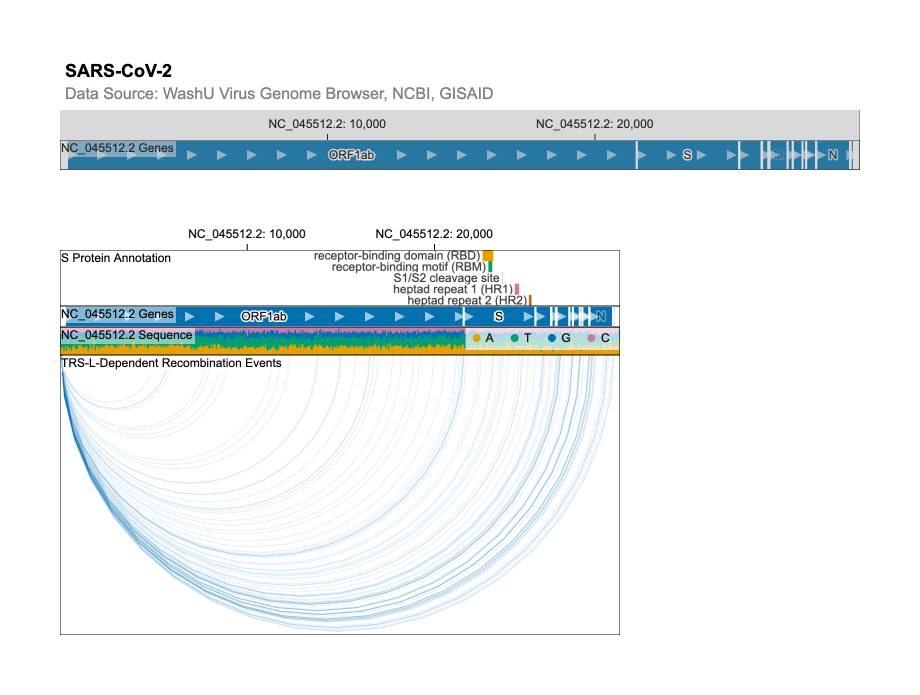 SARS-CoV-2
Data Source: WashU Virus Genome Browser, NCBI, GISAID
NC_045512.2: 10,000 NC_045512.2: 20,000
NC_045512.2 Genes ORF1ab S N
NC_045512.2: 10,000 NC_045512.2: 20,000
S Protein Annotation
receptor-binding domain (RBD)
receptor-binding motif (RBM)
S1/S2 cleavage site
heptad repeat 1 (HR1)
heptad repeat 2 (HR2)
NC_045512.2 Genes ORF1ab S N
NC_045512.2 Sequence A T G C
TRS-L-Dependent Recombination Events